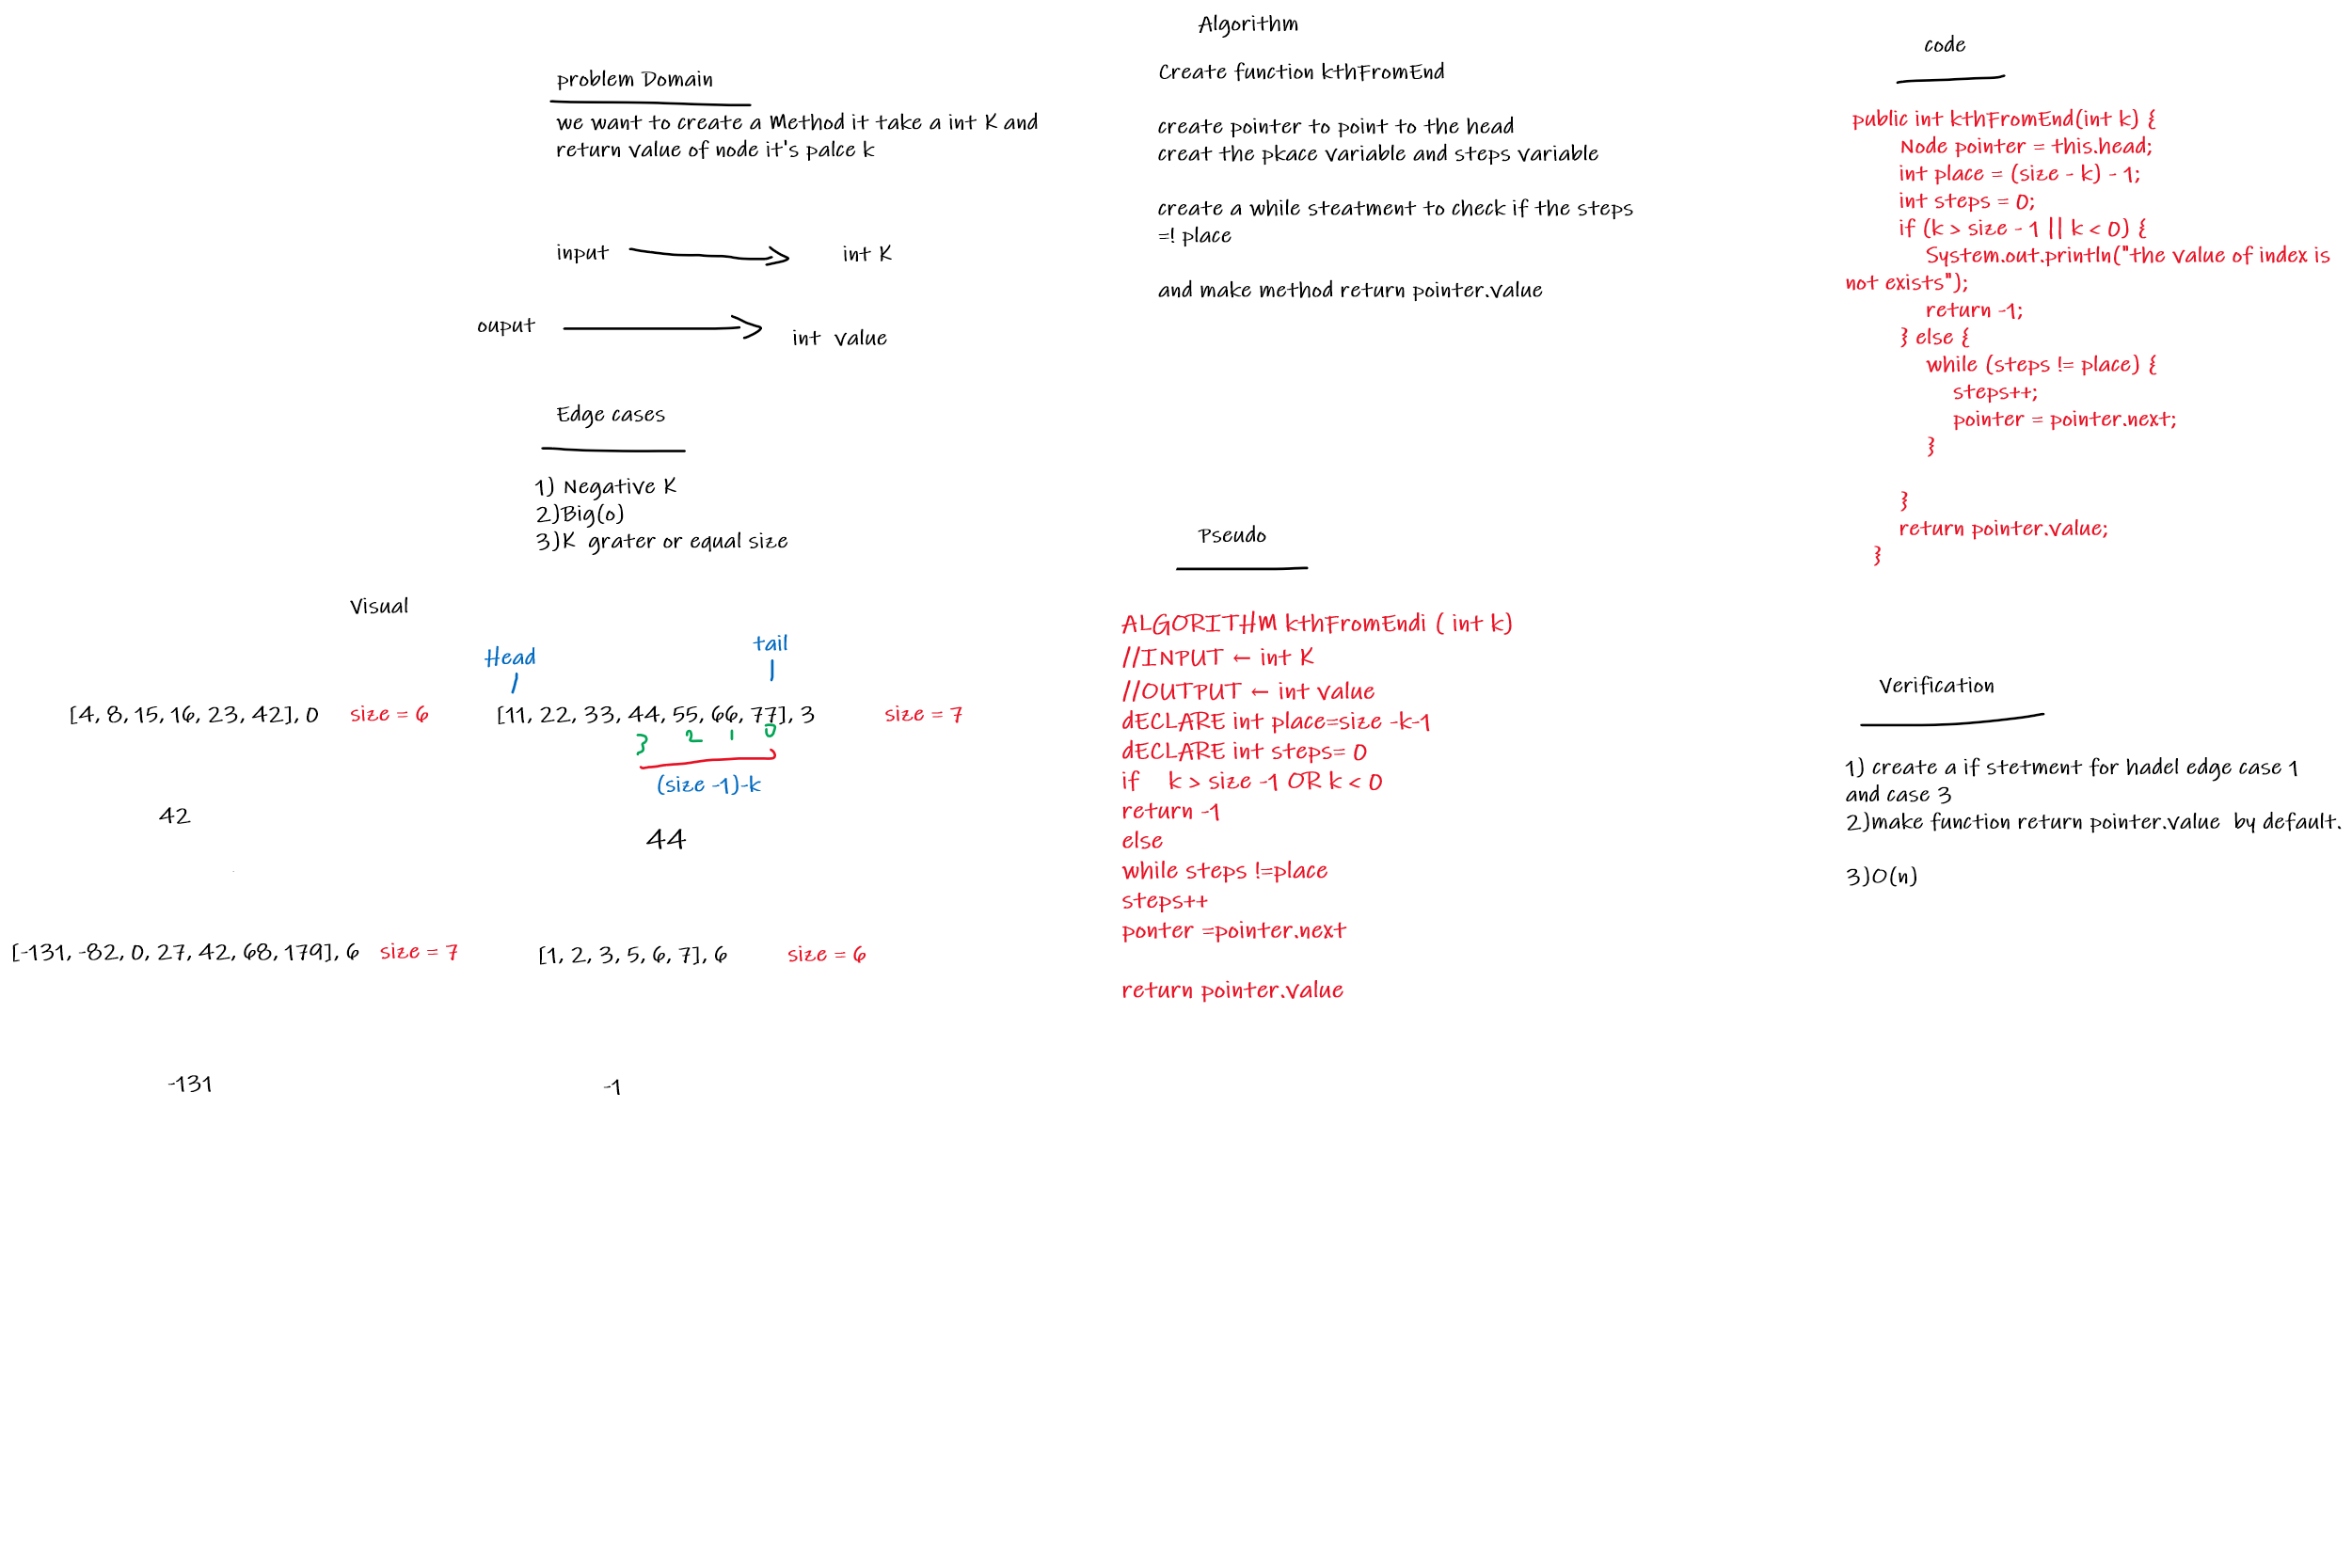 problem Domain
we want to create a Method it take a int K and
return value of node it's palce k
input
int K
ouput
int value
Edge cases
1) Negative K
2)Big(o)
3)K grater or equal size
Visual
Head
tail
[4, 8, 15, 16, 23, 42], 0
size = 6
[11, 22, 33, 44, 55, 66, 77], 3
size = 7
3 2 1 0
(size -1)-k
42
44
[-131, -82, 0, 27, 42, 68, 179], 6
size = 7
[1, 2, 3, 5, 6, 7], 6
size = 6
-131
-1
Algorithm
Create function kthFromEnd
create pointer to point to the head
creat the pkace variable and steps variable
create a while steatment to check if the steps
=! place
and make method return pointer.value
Pseudo
ALGORITHM kthFromEndi ( int k)
//INPUT ← int K
//OUTPUT ← int value
dECLARE int place=size -k-1
dECLARE int steps= 0
if k > size -1 OR k < 0
return -1
else
while steps !=place
steps++
ponter =pointer.next
return pointer.value
code
public int kthFromEnd(int k) {
Node pointer = this.head;
int place = (size - k) - 1;
int steps = 0;
if (k > size - 1 || k < 0) {
System.out.println("the value of index is
not exists");
return -1;
} else {
while (steps != place) {
steps++;
pointer = pointer.next;
}
}
return pointer.value;
}
Verification
1) create a if stetment for hadel edge case 1
and case 3
2)make function return pointer.value by default.
3)O(n)